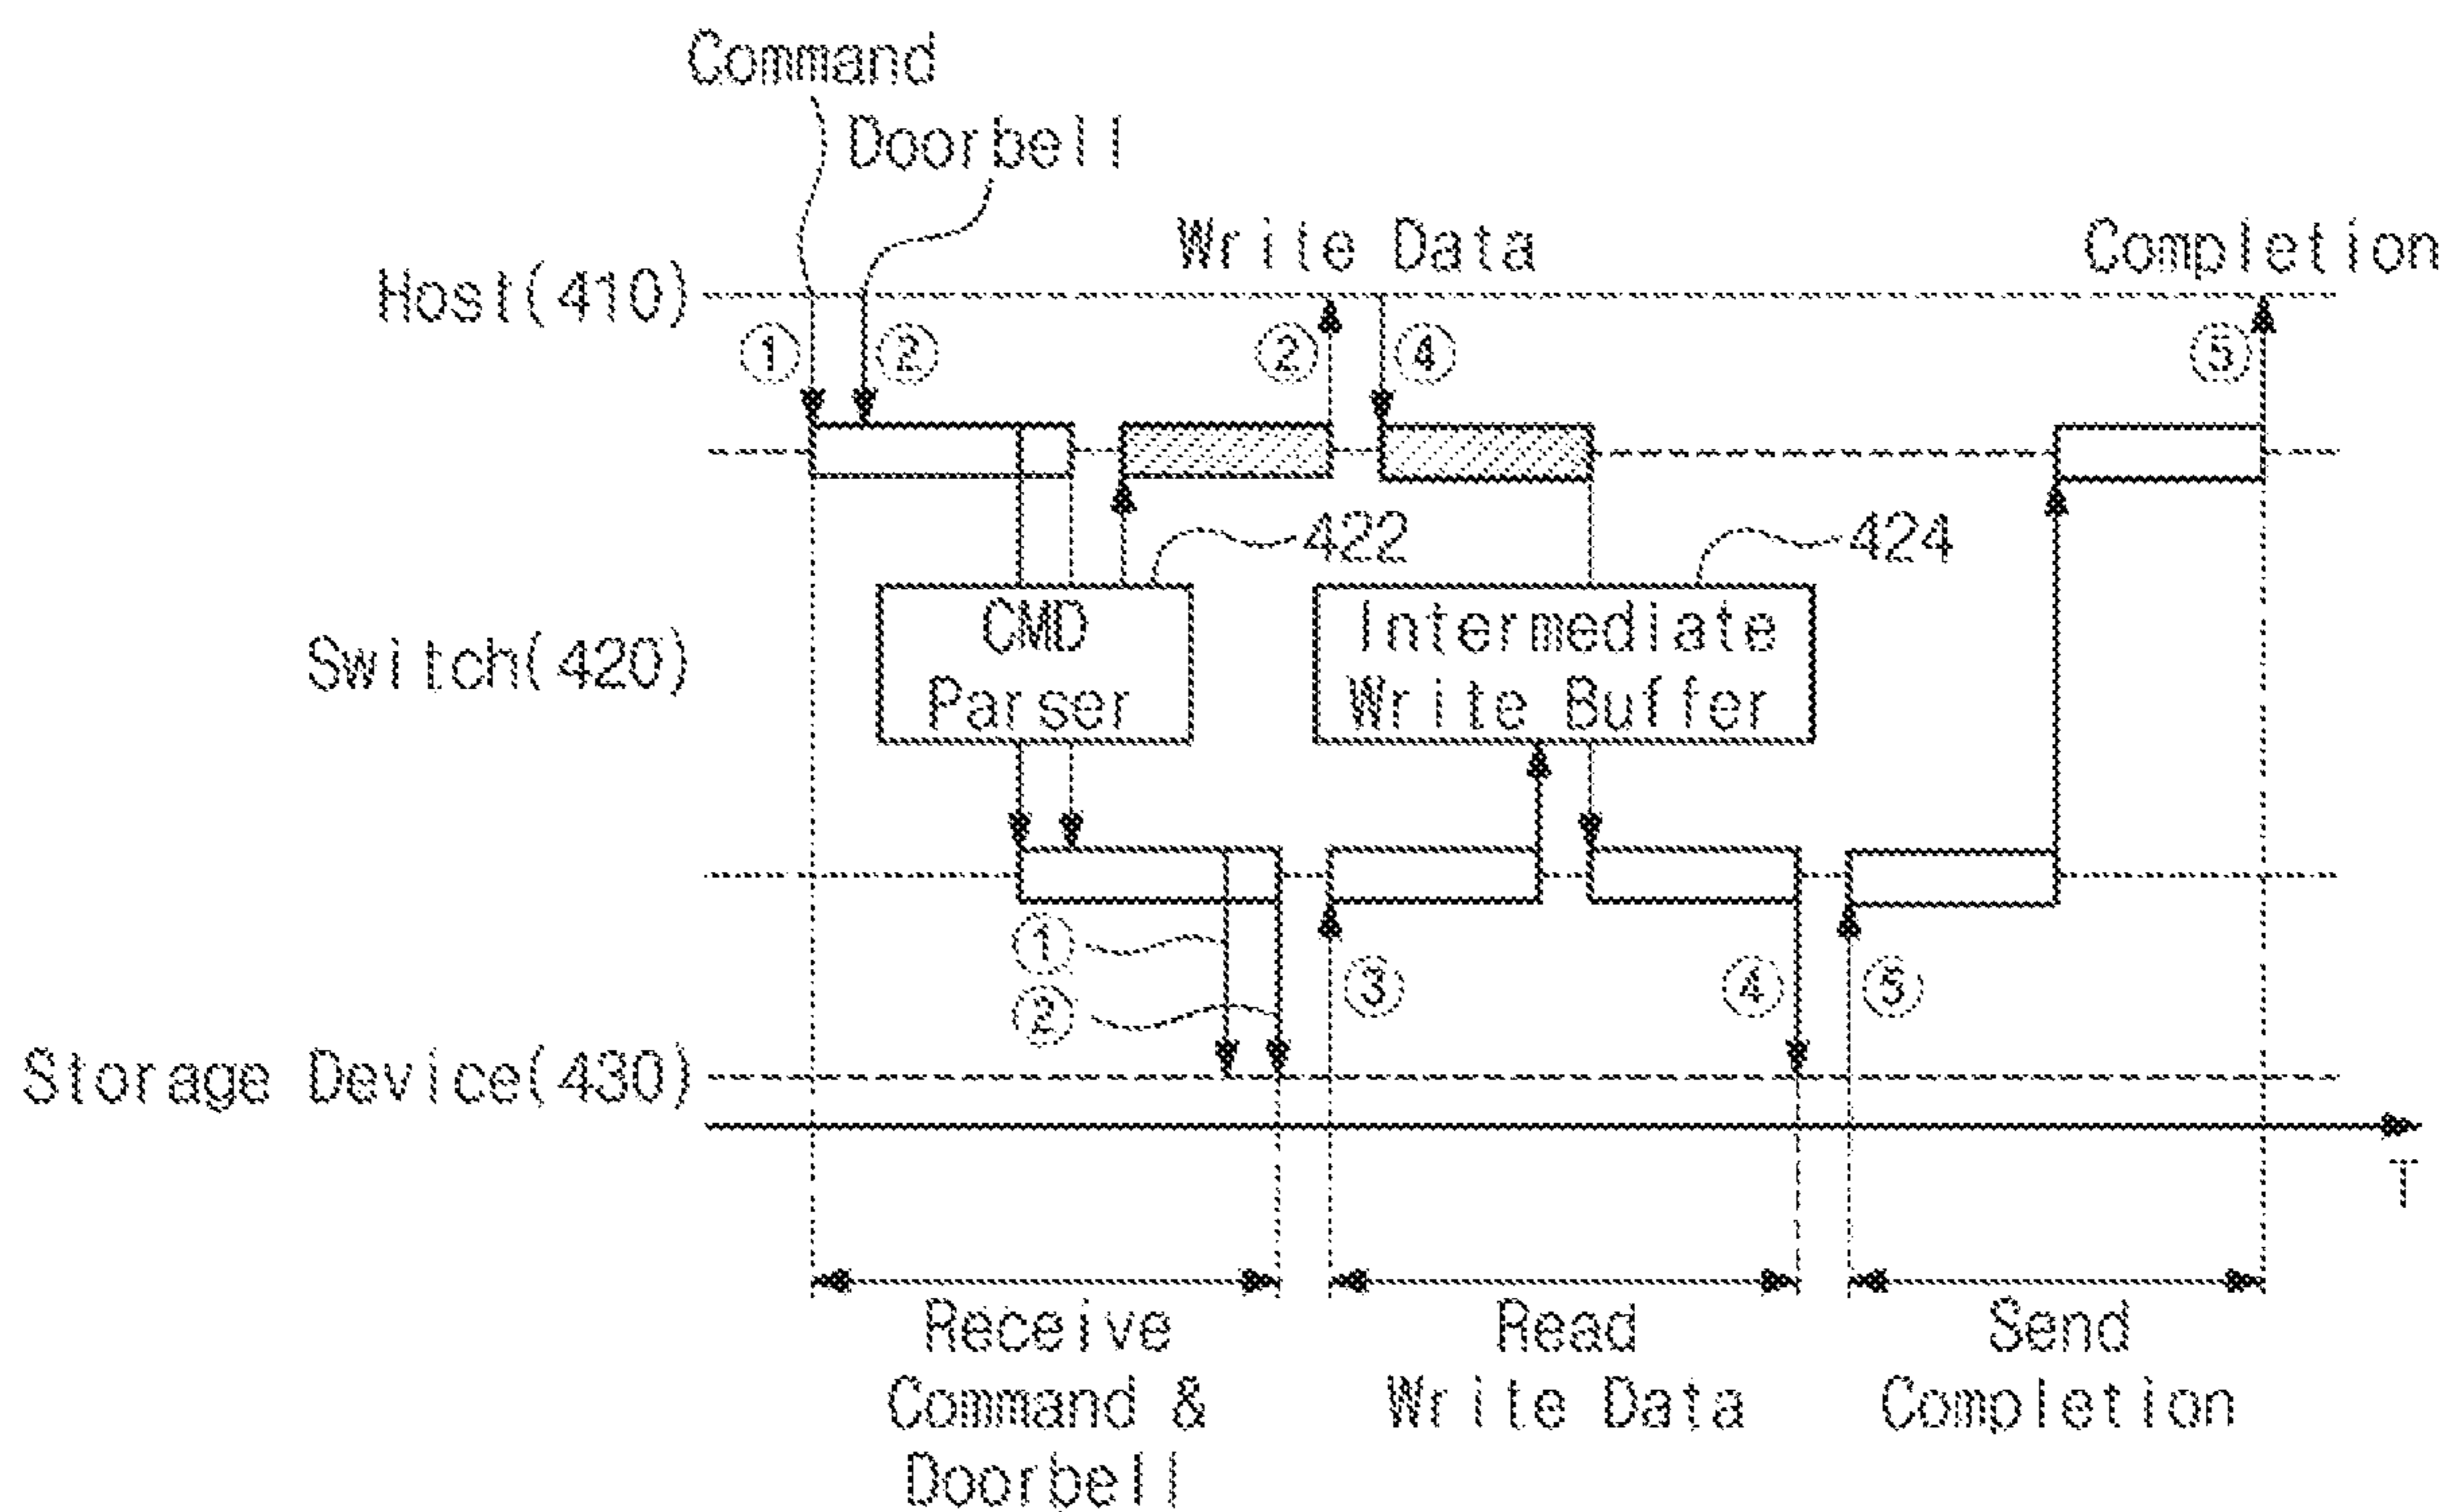 Command
Doorbell
Write Data
Completion
Host(410)
① ② ② ④ ⑤
422
424
CMD
Parser
Intermediate
Write Buffer
Switch(420)
①
② ③ ④ ⑤
Storage Device(430)
T
Receive
Command &
Doorbell
Read
Write Data
Send
Completion